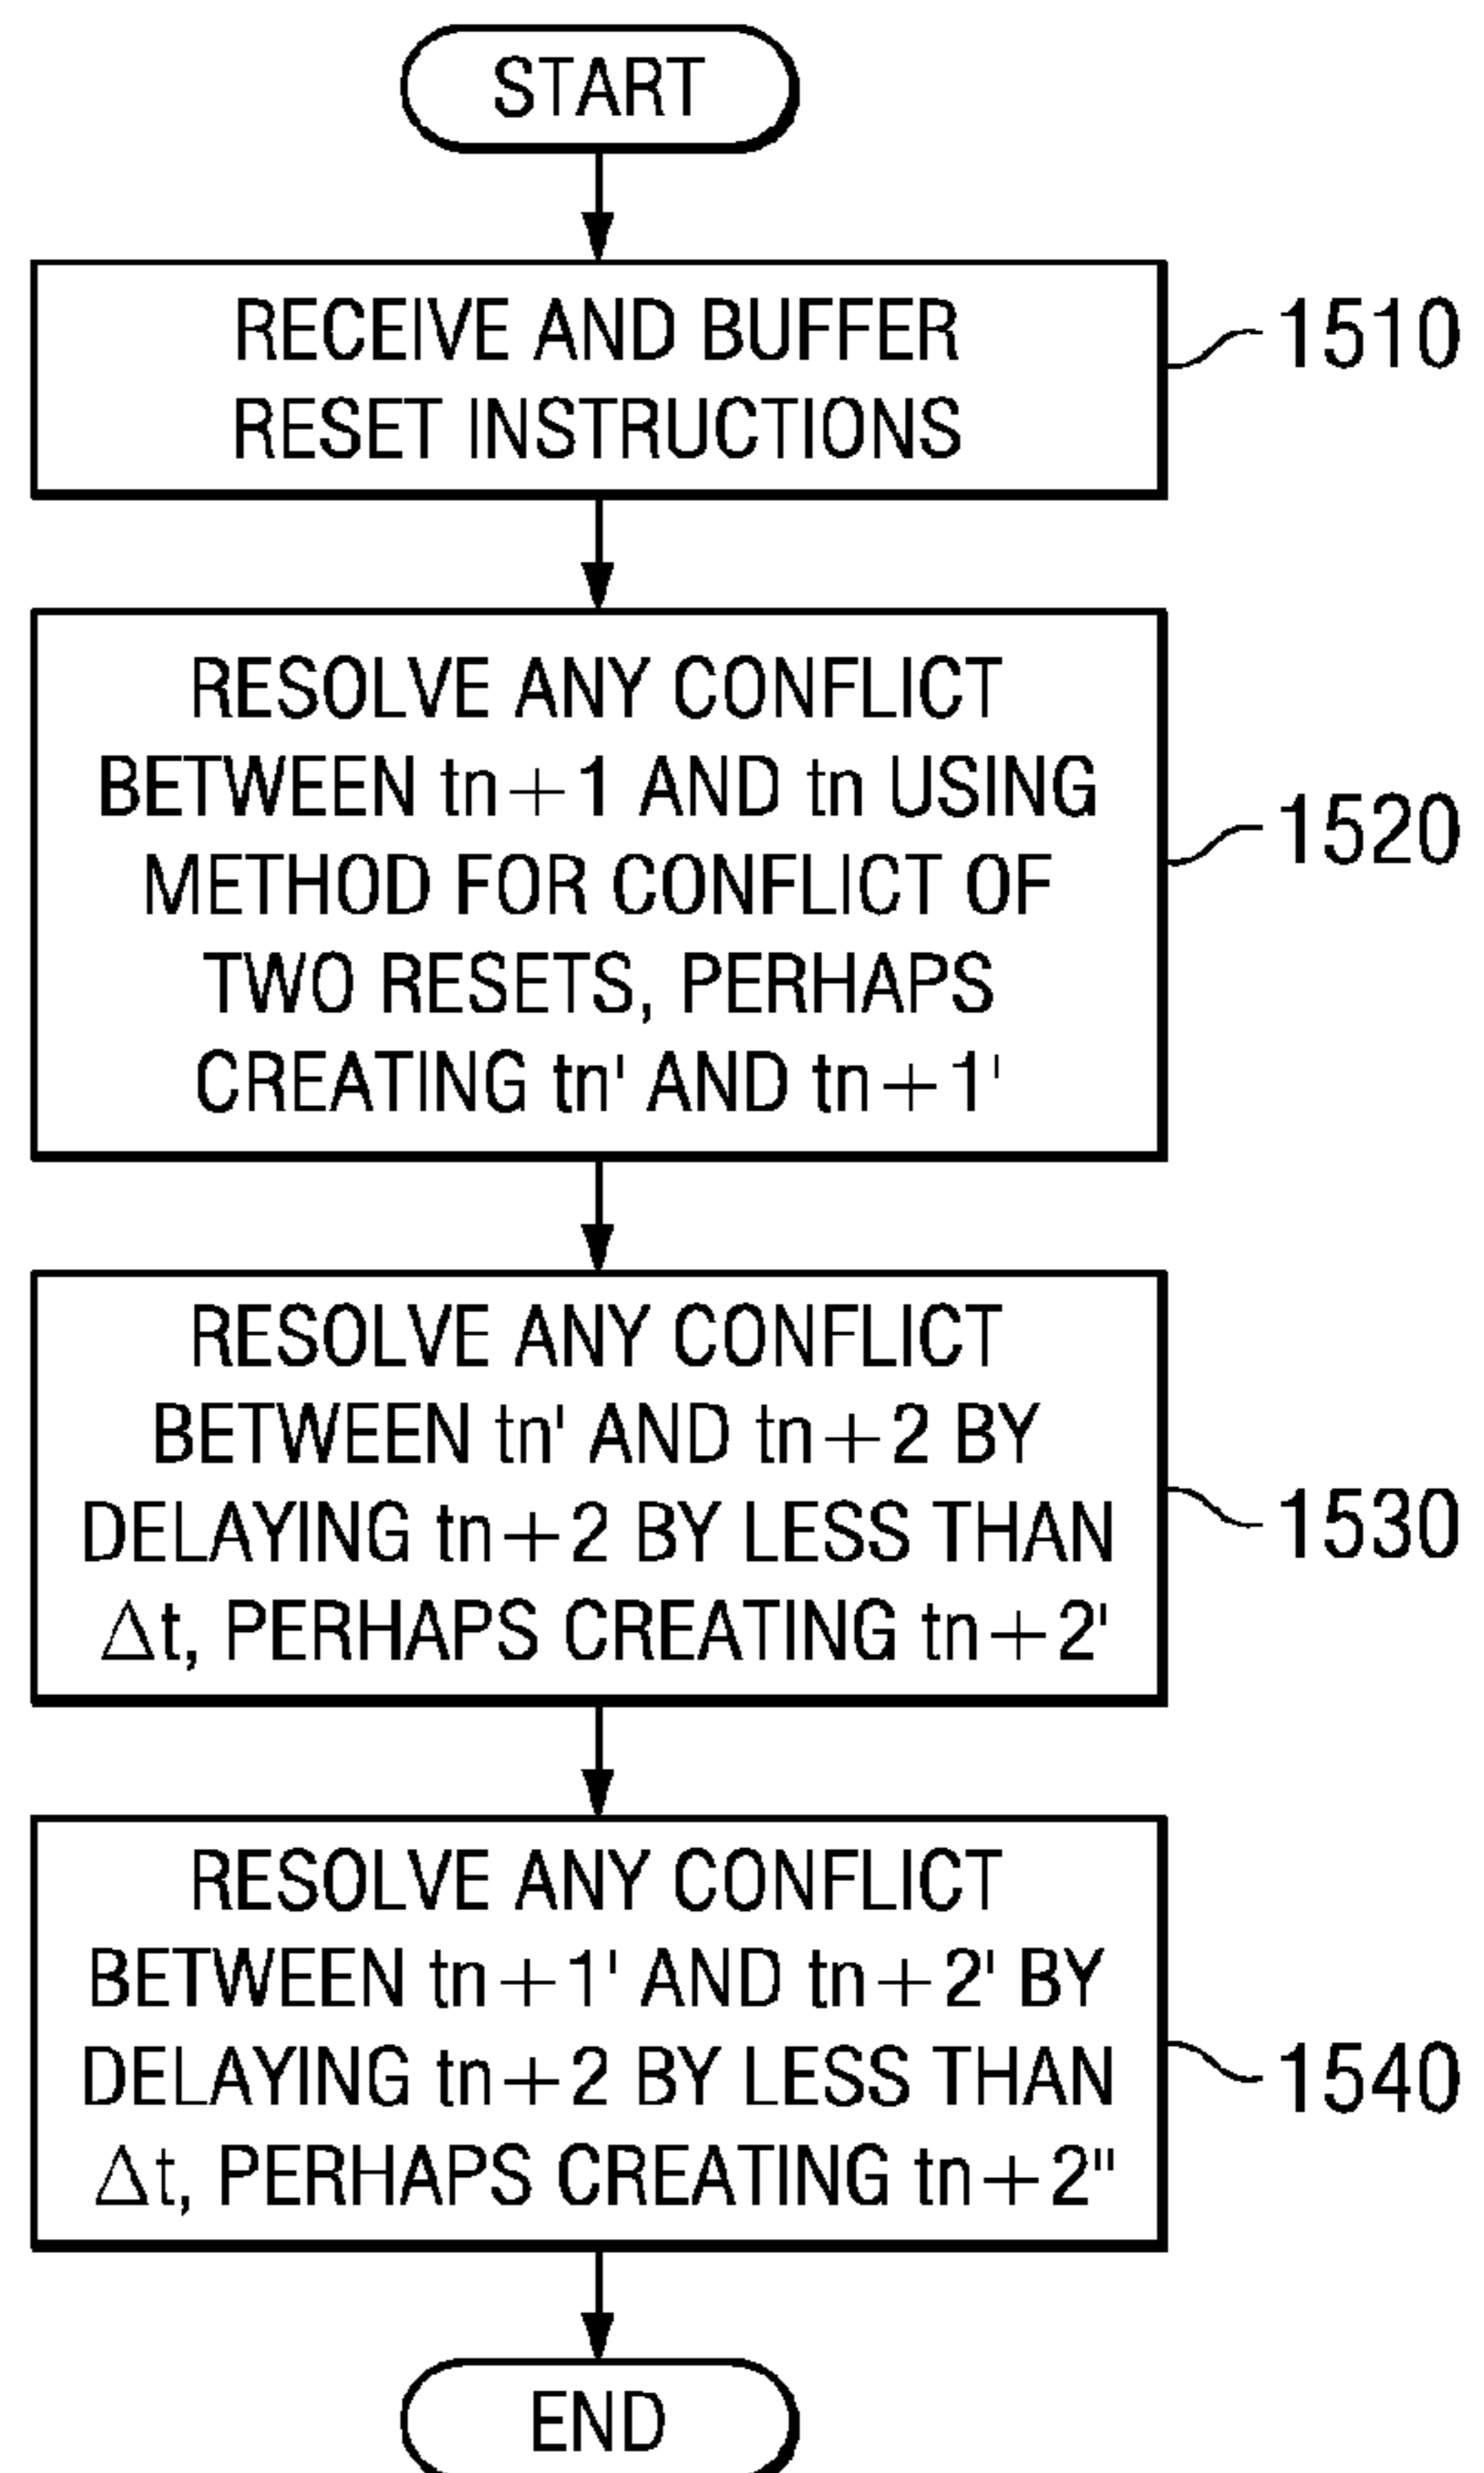 START
RECEIVE AND BUFFER
RESET INSTRUCTIONS
1510
RESOLVE ANY CONFLICT
BETWEEN tn+1 AND tn USING
METHOD FOR CONFLICT OF
TWO RESETS, PERHAPS
CREATING tn' AND tn+1'
1520
RESOLVE ANY CONFLICT
BETWEEN tn' AND tn+2 BY
DELAYING tn+2 BY LESS THAN
Δt, PERHAPS CREATING tn+2'
1530
RESOLVE ANY CONFLICT
BETWEEN tn+1' AND tn+2' BY
DELAYING tn+2 BY LESS THAN
Δt, PERHAPS CREATING tn+2"
1540
END